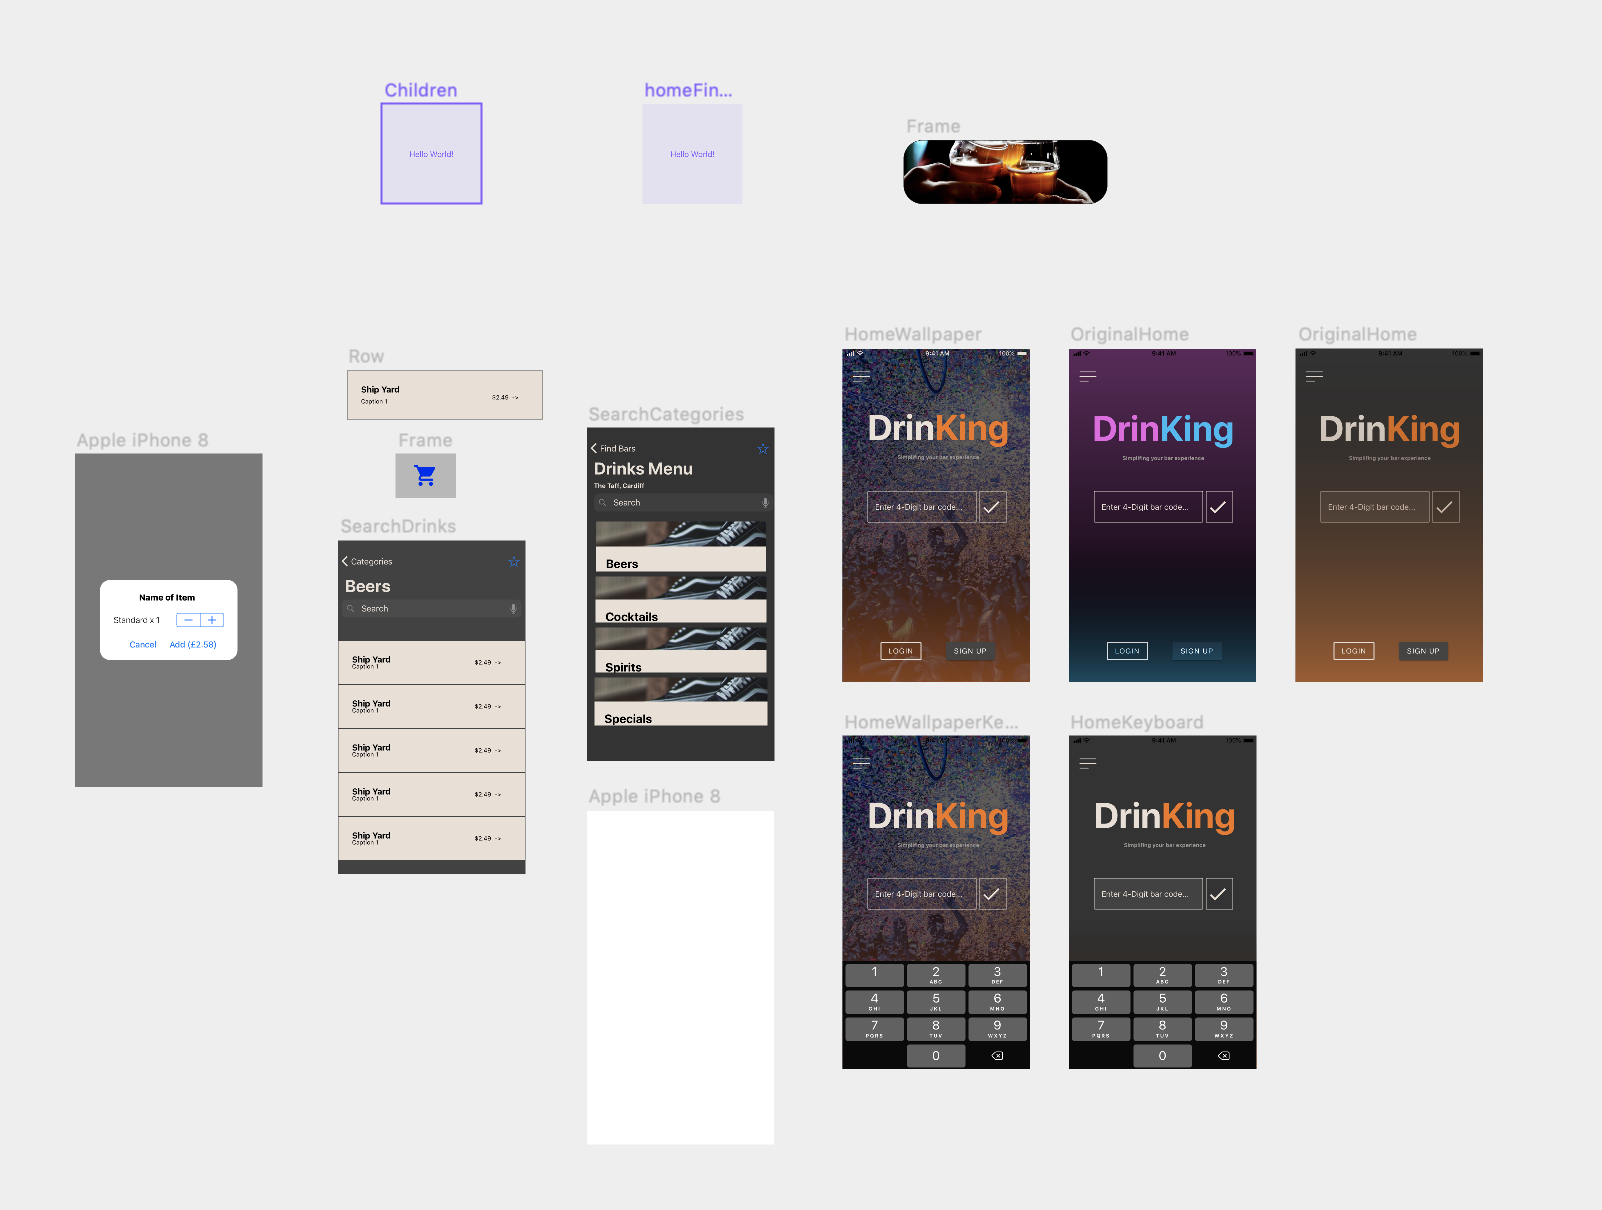 Children
Hello World!
homeFin...
Hello World!
Frame
Apple iPhone 8
Name of Item
Standard x 1
Cancel Add (£2.58)
Row
Ship Yard
Caption 1
$2.49 ->
Frame
SearchDrinks
Categories
Beers
Search
Ship Yard
Caption 1
$2.49 ->
Ship Yard
Caption 1
$2.49 ->
Ship Yard
Caption 1
$2.49 ->
Ship Yard
Caption 1
$2.49 ->
Ship Yard
Caption 1
$2.49 ->
SearchCategories
Find Bars
Drinks Menu
The Taff, Cardiff
Search
Beers
Cocktails
Spirits
Specials
Apple iPhone 8
HomeWallpaper
9:41 AM 100%
DrinKing
Simplifing your bar experience
Enter 4-Digit bar code...
LOGIN SIGN UP
OriginalHome
9:41 AM 100%
DrinKing
Simplifing your bar experience
Enter 4-Digit bar code...
LOGIN SIGN UP
OriginalHome
9:41 AM 100%
DrinKing
Simplifing your bar experience
Enter 4-Digit bar code...
LOGIN SIGN UP
HomeWallpaperKe...
9:41 AM 100%
DrinKing
Simplifing your bar experience
Enter 4-Digit bar code...
1 2 3
ABC DEF
4 5 6
GHI JKL MNO
7 8 9
PQRS TUV WXYZ
0
HomeKeyboard
9:41 AM 100%
DrinKing
Simplifing your bar experience
Enter 4-Digit bar code...
1 2 3
ABC DEF
4 5 6
GHI JKL MNO
7 8 9
PQRS TUV WXYZ
0